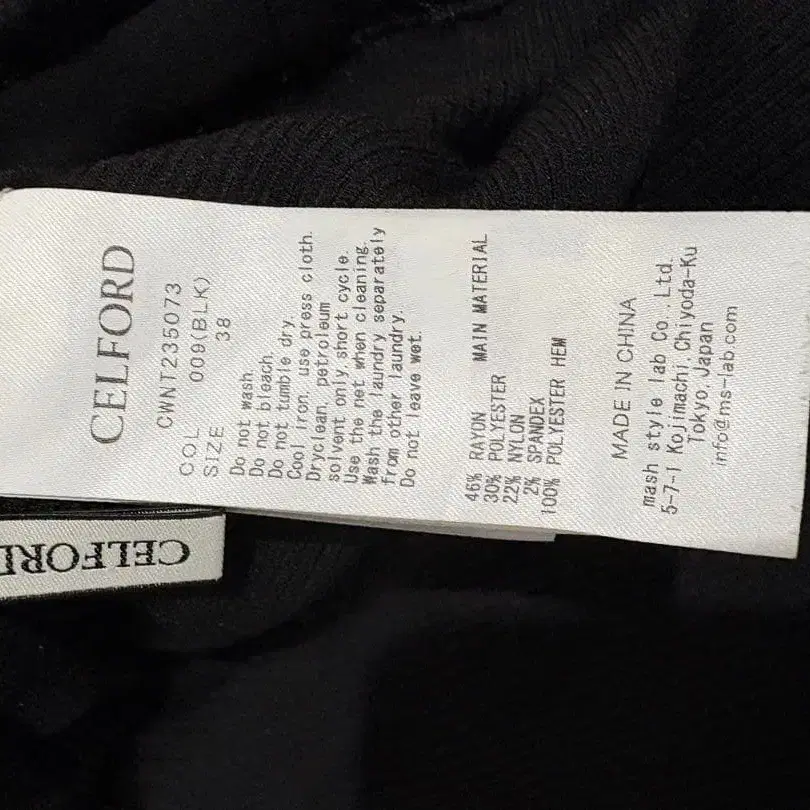 CELFORD
CWNT235073
COL 009(BLK)
SIZE 38
Do not wash.
Do not bleach.
Do not tumble dry.
Cool iron, use press cloth.
Dryclean, petroleum
solvent only, short cycle.
Use the net when cleaning.
Wash the laundry separately
from other laundry.
Do not leave wet.
46% RAYON MAIN MATERIAL
30% POLYESTER
22% NYLON
2% SPANDEX
100% POLYESTER HEM
MADE IN CHINA
mash style lab Co., Ltd.
5-7-1 Kojimachi, Chiyoda-Ku
Tokyo, Japan
info@ms-lab.com
CELFORD